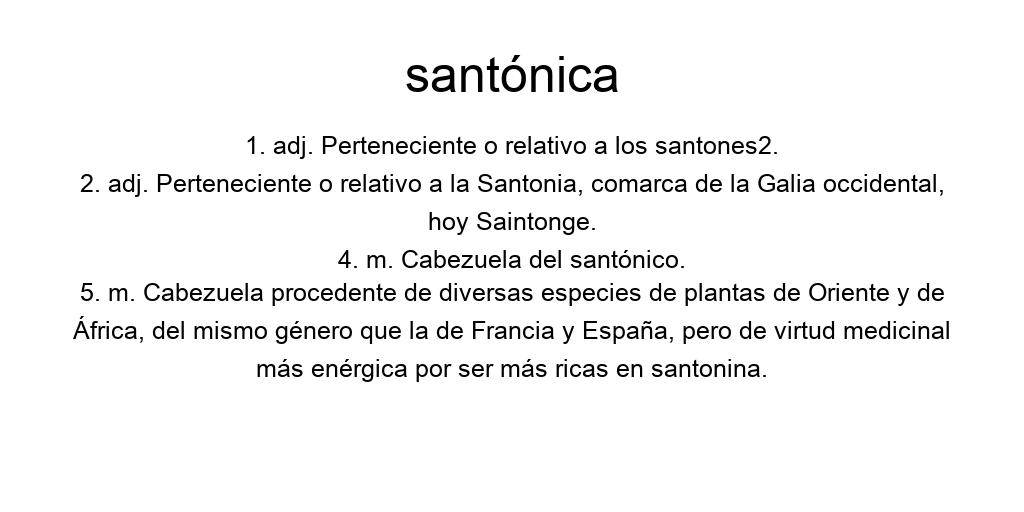 santónica
1. adj. Perteneciente o relativo a los santones2.
2. adj. Perteneciente o relativo a la Santonia, comarca de la Galia occidental,
hoy Saintonge.
4. m. Cabezuela del santónico.
5. m. Cabezuela procedente de diversas especies de plantas de Oriente y de
África, del mismo género que la de Francia y España, pero de virtud medicinal
más enérgica por ser más ricas en santonina.